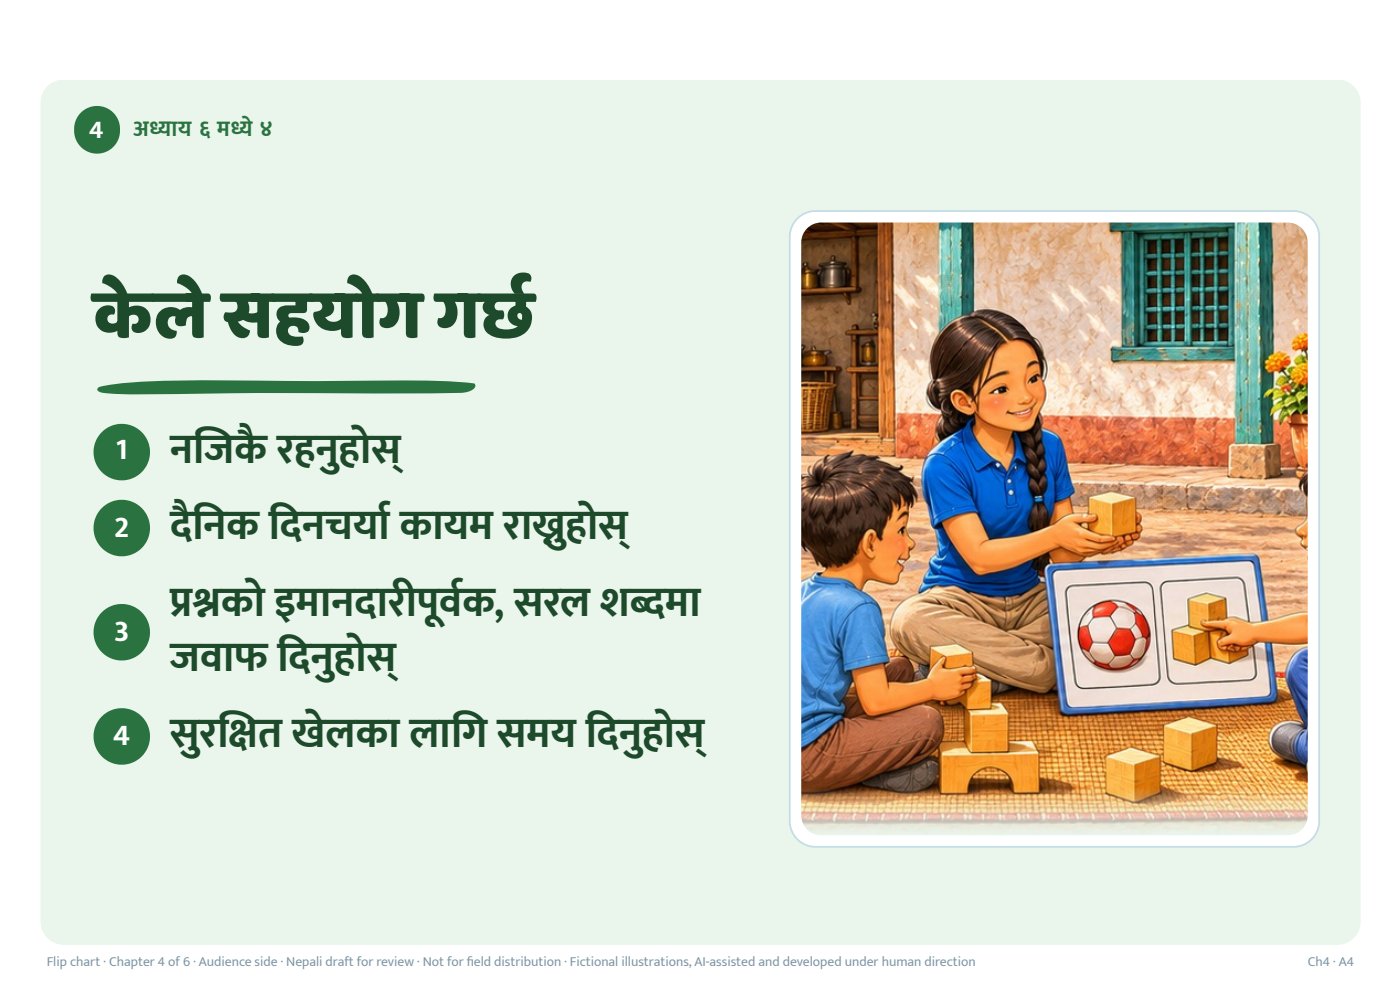 4 अध्याय ६ मध्ये ४
केले सहयोग गर्छ
1 नजिकै रहनुहोस्
2 दैनिक दिनचर्या कायम राख्नुहोस्
3 प्रश्नको इमानदारीपूर्वक, सरल शब्दमा
जवाफ दिनुहोस्
4 सुरक्षित खेलका लागि समय दिनुहोस्
Flip chart · Chapter 4 of 6 · Audience side · Nepali draft for review · Not for field distribution · Fictional illustrations, AI-assisted and developed under human direction
Ch4 · A4